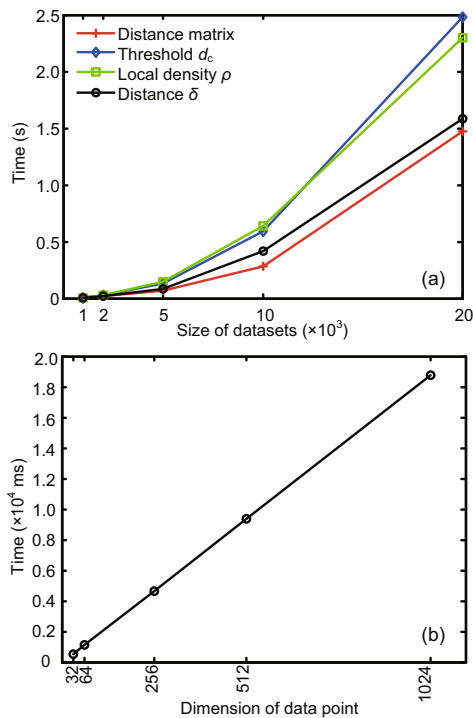 2.5
2.0
1.5
1.0
0.5
0
Time (s)
Distance matrix
Threshold dc
Local density ρ
Distance δ
(a)
1 2 5 10 20
Size of datasets (×10³)
2.0
1.8
1.6
1.4
1.2
1.0
0.8
0.6
0.4
0.2
0
Time (×10⁴ ms)
(b)
32 64 256 512 1024
Dimension of data point